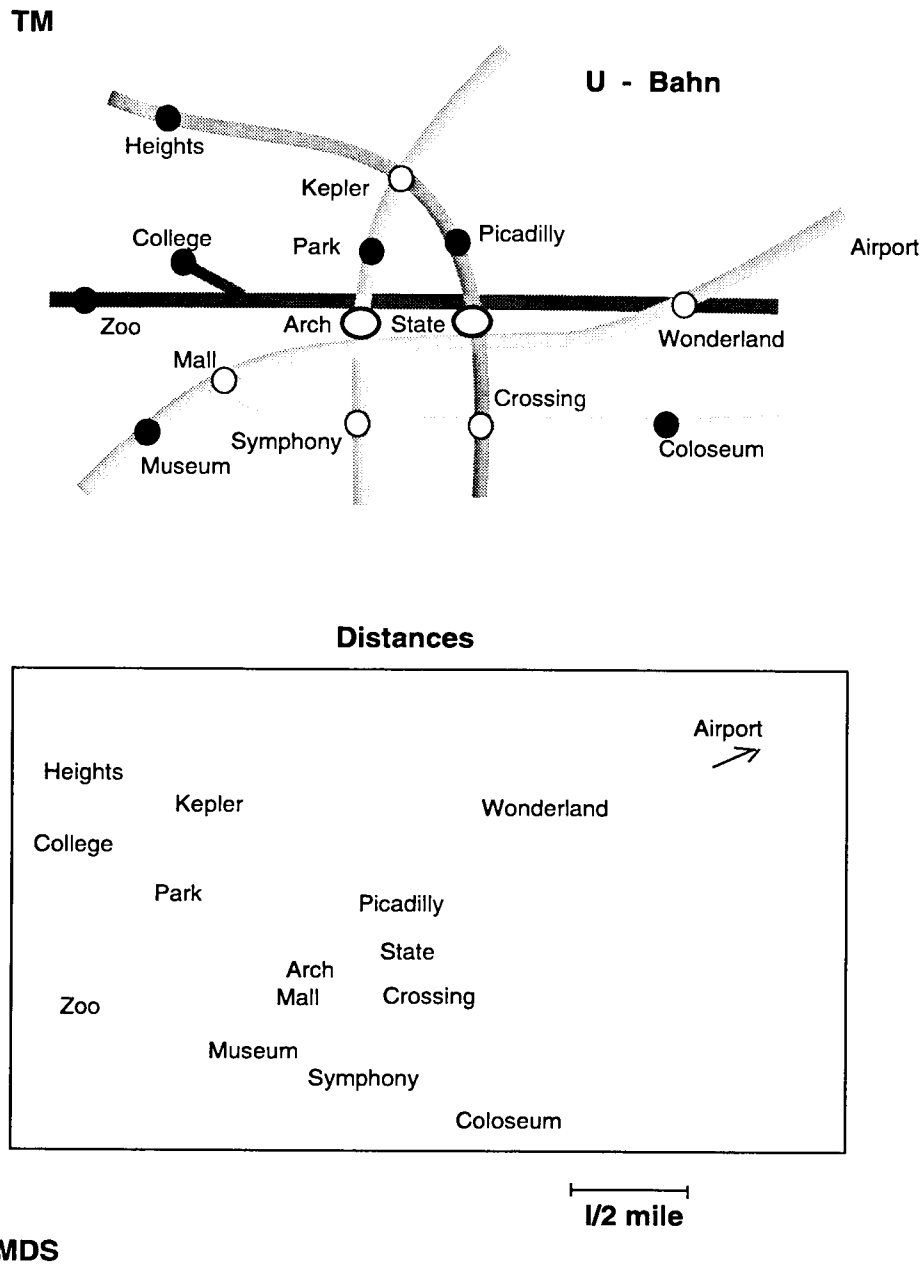 TM
U - Bahn
Heights
Kepler
College
Park
Picadilly
Airport
Zoo
Arch
State
Wonderland
Mall
Crossing
Symphony
Coloseum
Museum
Distances
Airport
Heights
Kepler
Wonderland
College
Park
Picadilly
State
Arch
Mall
Crossing
Zoo
Museum
Symphony
Coloseum
I/2 mile
MDS